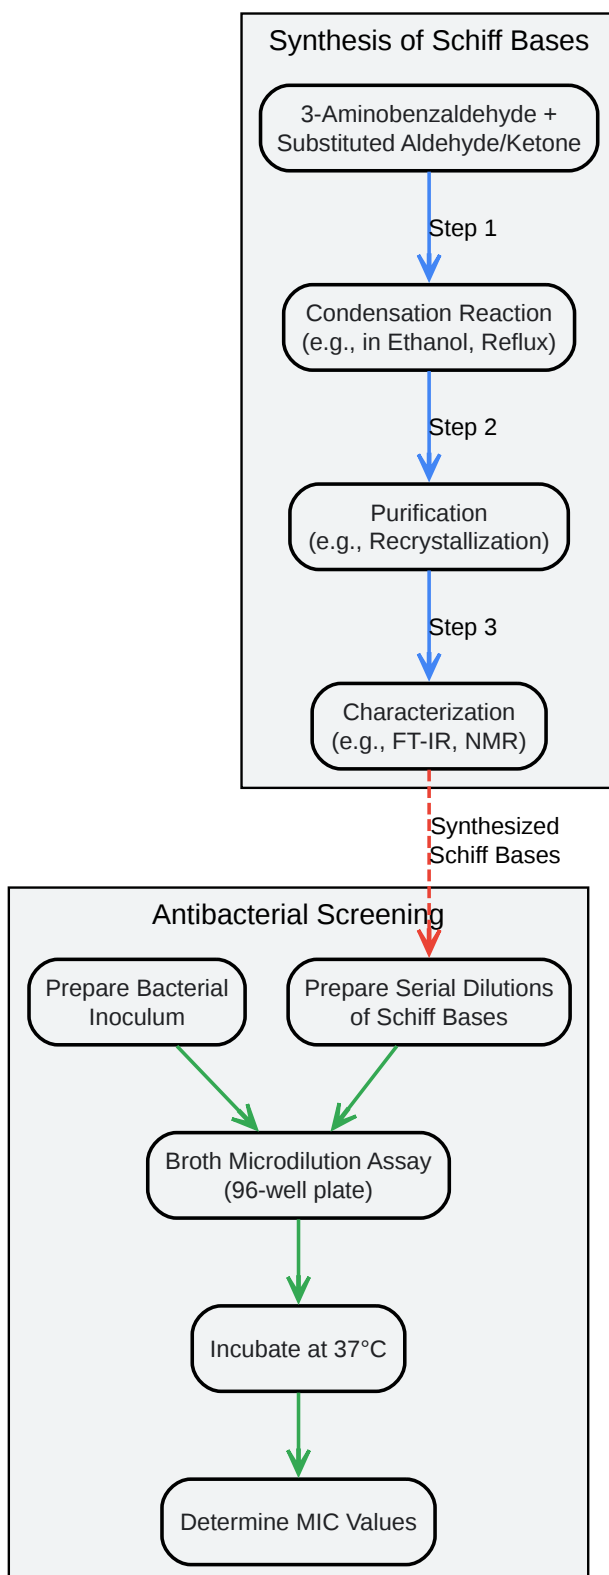 Synthesis of Schiff Bases
3-Aminobenzaldehyde +
Substituted Aldehyde/Ketone
Step 1
Condensation Reaction
(e.g., in Ethanol, Reflux)
Step 2
Purification
(e.g., Recrystallization)
Step 3
Characterization
(e.g., FT-IR, NMR)
Synthesized
Schiff Bases
Antibacterial Screening
Prepare Bacterial
Inoculum
Prepare Serial Dilutions
of Schiff Bases
Broth Microdilution Assay
(96-well plate)
Incubate at 37°C
Determine MIC Values